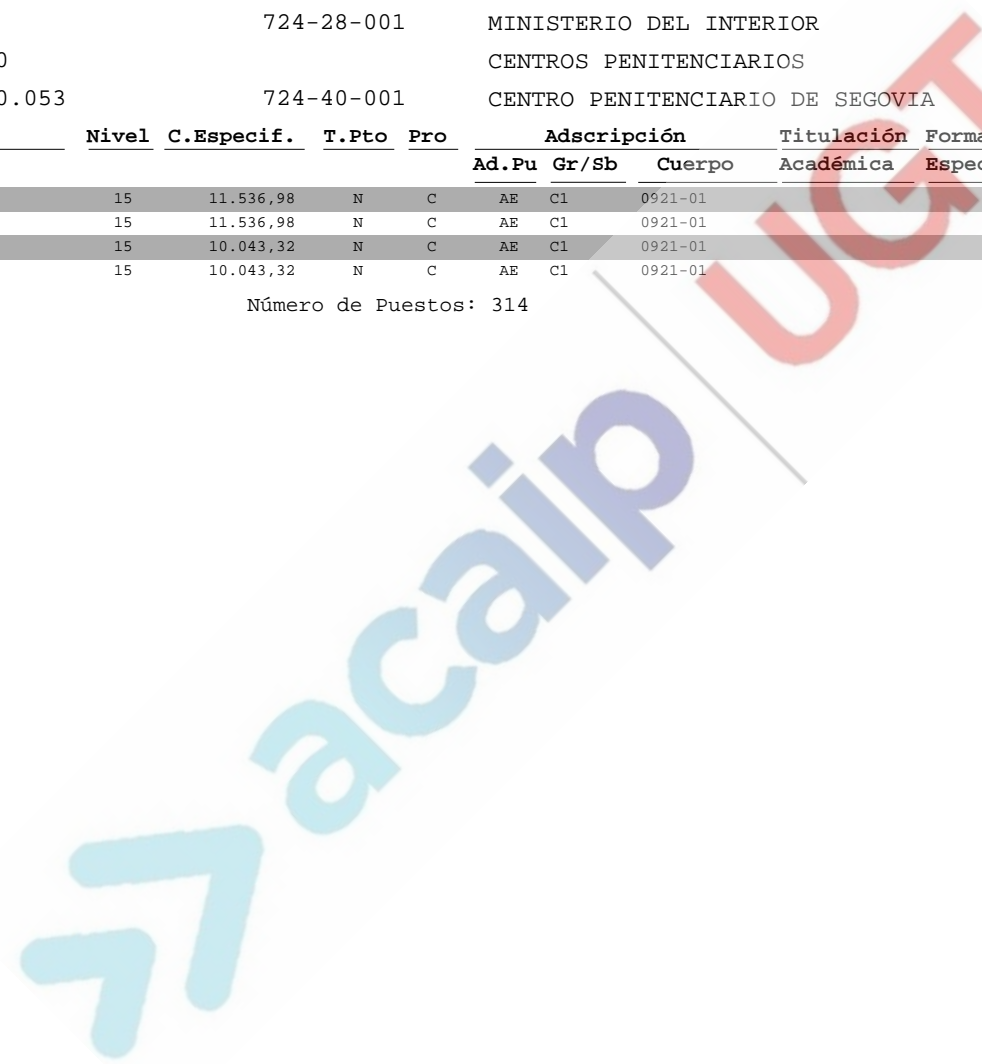 724-28-001 MINISTERIO DEL INTERIOR
0 CENTROS PENITENCIARIOS
0.053 724-40-001 CENTRO PENITENCIARIO DE SEGOVIA
Nivel C.Especif. T.Pto Pro Adscripción Titulación Forma
Ad.Pu Gr/Sb Cuerpo Académica Espec
15 11.536,98 N C AE C1 0921-01
15 11.536,98 N C AE C1 0921-01
15 10.043,32 N C AE C1 0921-01
15 10.043,32 N C AE C1 0921-01
Número de Puestos: 314
acaip UGT